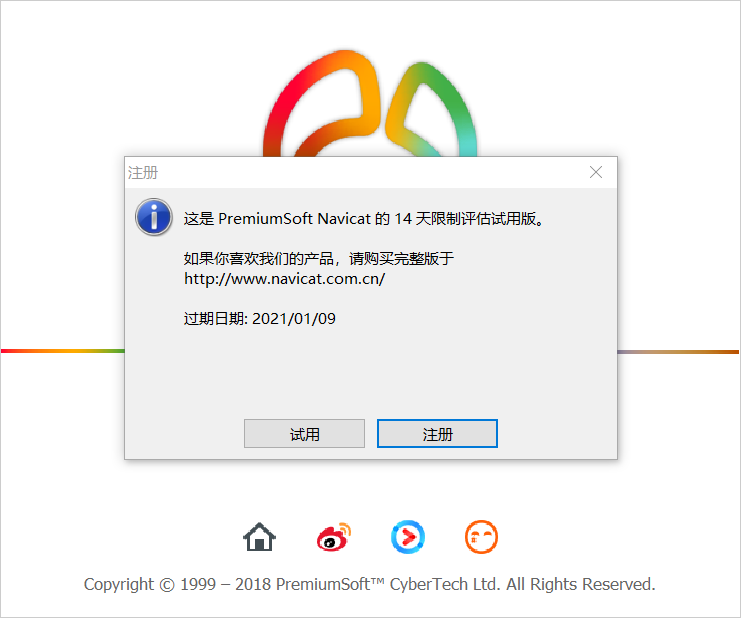 注册
这是 PremiumSoft Navicat 的 14 天限制评估试用版。
如果你喜欢我们的产品，请购买完整版于
http://www.navicat.com.cn/
过期日期: 2021/01/09
试用
注册
Copyright © 1999 – 2018 PremiumSoft™ CyberTech Ltd. All Rights Reserved.